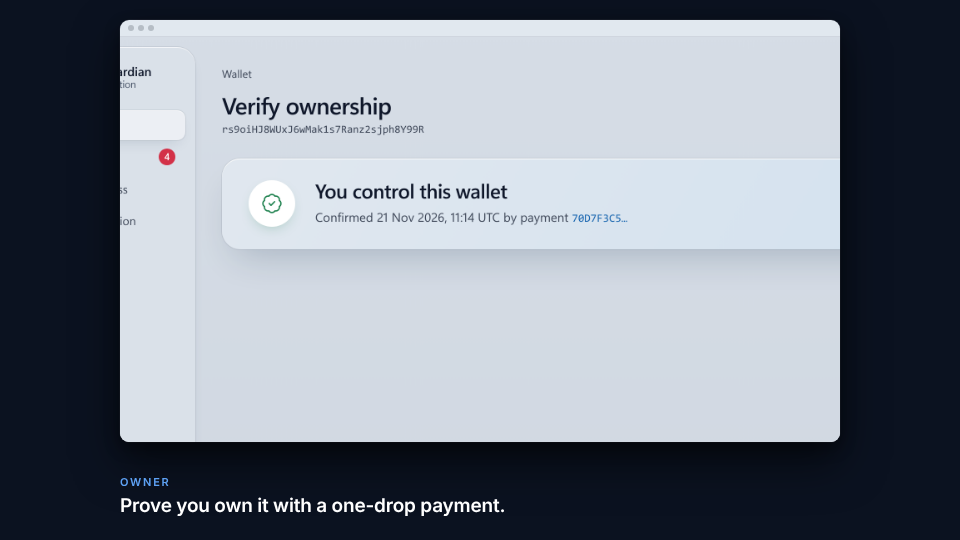 ardian
tion
4
ss
ion
Wallet
Verify ownership
rs9oiHJ8WUxJ6wMak1s7Ranz2sjph8Y99R
You control this wallet
Confirmed 21 Nov 2026, 11:14 UTC by payment 70D7F3C5…
OWNER
Prove you own it with a one-drop payment.